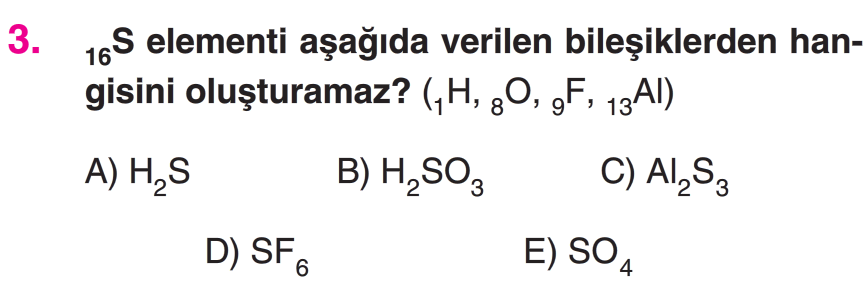 3. ₁₆S elementi aşağıda verilen bileşiklerden han-
gisini oluşturamaz? (₁H, ₈O, ₉F, ₁₃Al)
A) H₂S B) H₂SO₃ C) Al₂S₃
D) SF₆ E) SO₄